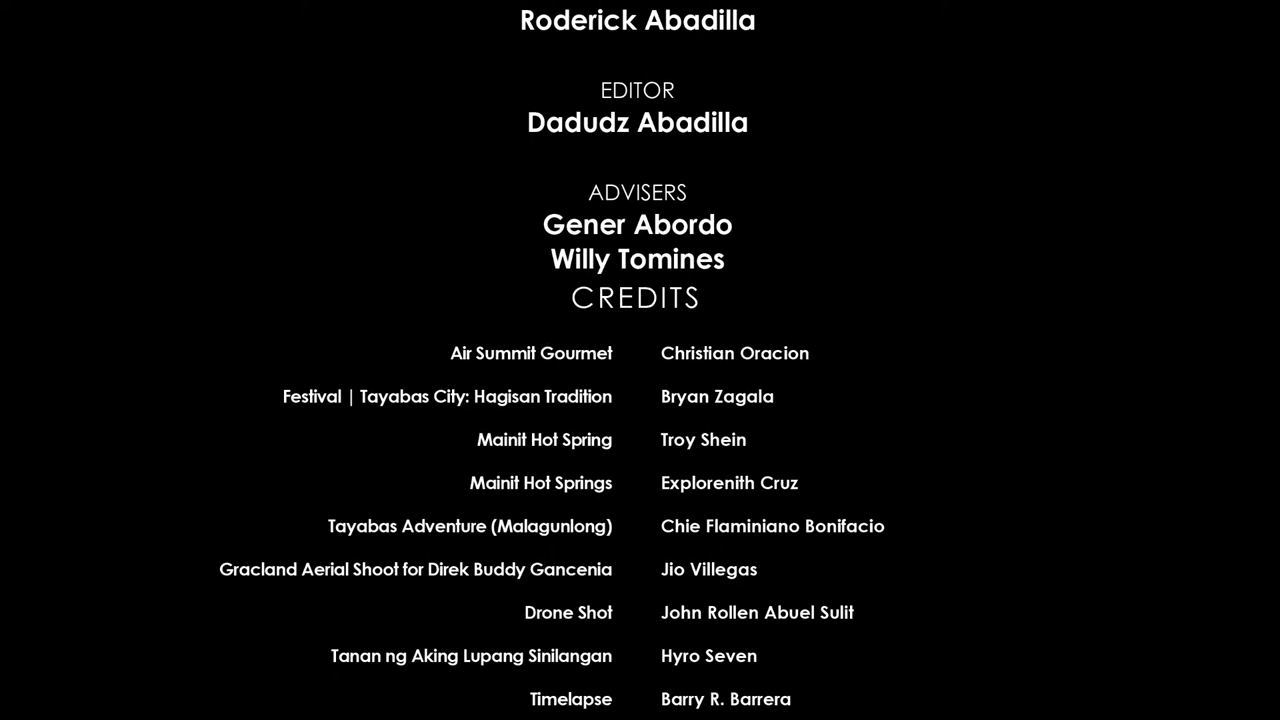 Roderick Abadilla
EDITOR
Dadudz Abadilla
ADVISERS
Gener Abordo
Willy Tomines
CREDITS
Air Summit Gourmet Christian Oracion
Festival | Tayabas City: Hagisan Tradition Bryan Zagala
Mainit Hot Spring Troy Shein
Mainit Hot Springs Explorenith Cruz
Tayabas Adventure (Malagunlong) Chie Flaminiano Bonifacio
Gracland Aerial Shoot for Direk Buddy Gancenia Jio Villegas
Drone Shot John Rollen Abuel Sulit
Tanan ng Aking Lupang Sinilangan Hyro Seven
Timelapse Barry R. Barrera